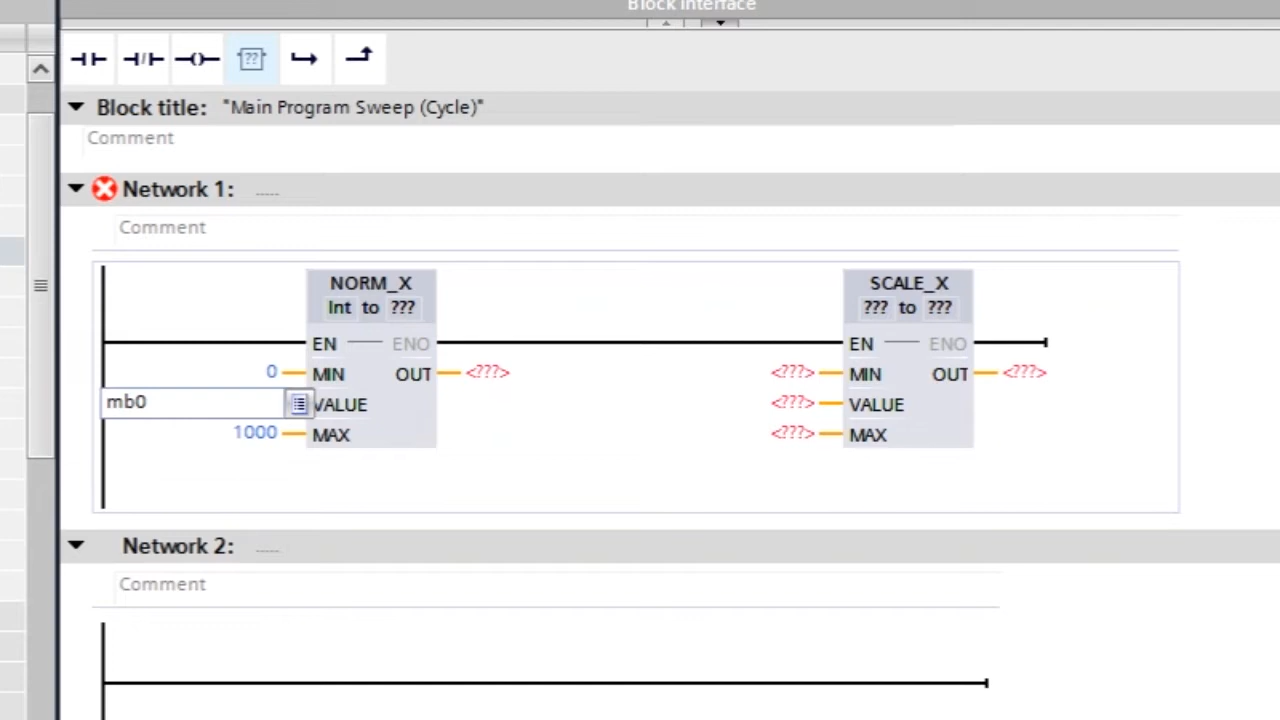 Block Interface
??
Block title: "Main Program Sweep (Cycle)"
Comment
Network 1: .....
Comment
NORM_X SCALE_X
Int to ??? ??? to ???
EN ENO EN ENO
0 MIN OUT <???> <???> MIN OUT <???>
mb0 VALUE <???> VALUE
1000 MAX <???> MAX
Network 2: .....
Comment